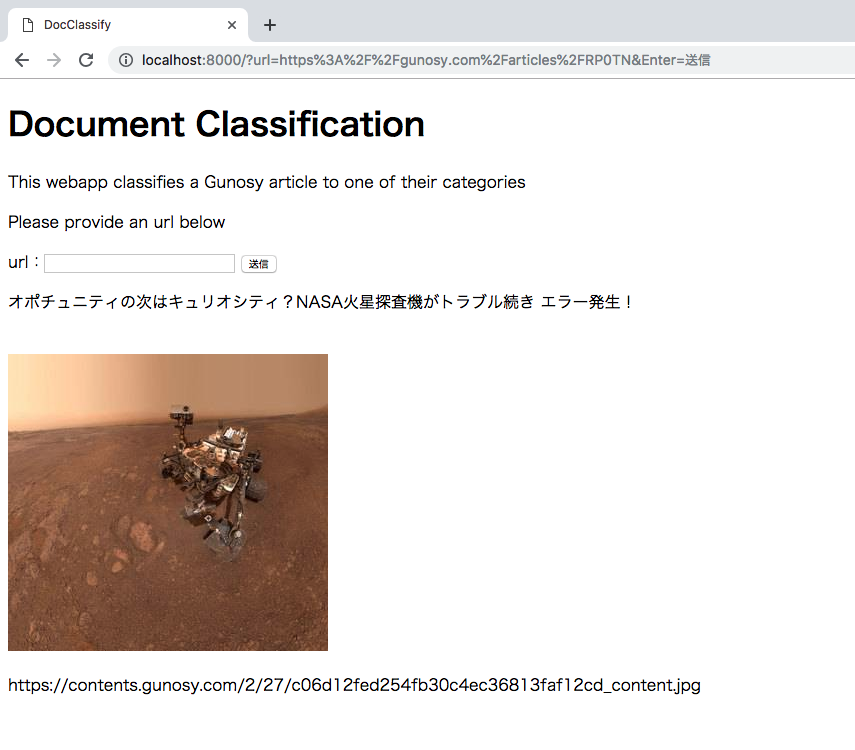 DocClassify
localhost:8000/?url=https%3A%2F%2Fgunosy.com%2Farticles%2FRP0TN&Enter=送信
Document Classification
This webapp classifies a Gunosy article to one of their categories
Please provide an url below
url： 送信
オポチュニティの次はキュリオシティ？NASA火星探査機がトラブル続き エラー発生！
https://contents.gunosy.com/2/27/c06d12fed254fb30c4ec36813faf12cd_content.jpg